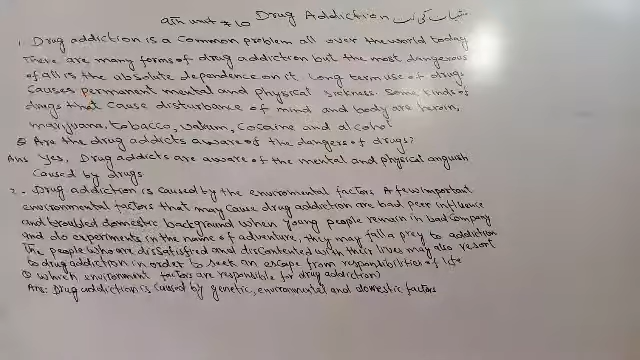 9th unit #10 Drug Addiction منشیات کی لت
1. Drug addiction is a common problem all over the world today
There are many forms of drug addiction but the most dangerous
of all is the absolute dependence on it. Long term use of drugs
causes permanent mental and physical sickness. Some kinds of
drugs that cause disturbance of mind and body are heroin,
marijuana, tobacco, valium, cocaine and alcohol
Are the drug addicts aware of the dangers of drugs?
Ans Yes, Drug addicts are aware of the mental and physical anguish
caused by drugs
2- Drug addiction is caused by the environmental factors A few important
environmental factors that may cause drug addiction are bad peer influence
and troubled domestic background when young people remain in bad company
and do experiments in the name of adventure, they may fall a prey to addiction
The people who are dissatisfied and discontented with their lives may also resort
to drug addiction in order to seek an escape from responsibilities of life
① which environment factors are responsible for drug addiction?
Ans: Drug addiction is caused by genetic, environmental and domestic factors